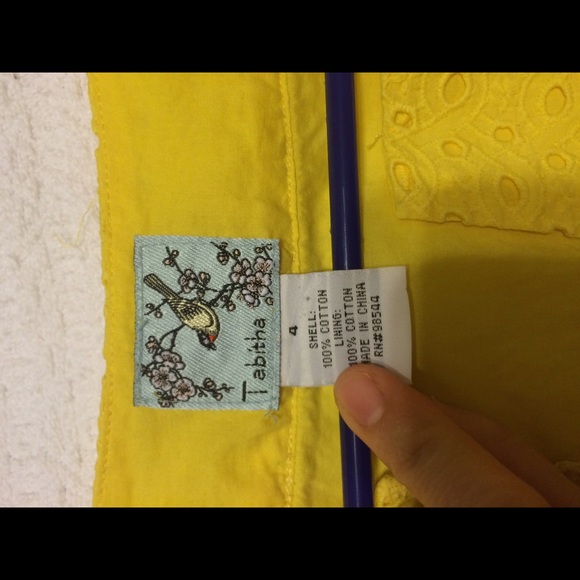 Tabitha
4
SHELL:
100% COTTON
LINING:
100% COTTON
MADE IN CHINA
RN#98544